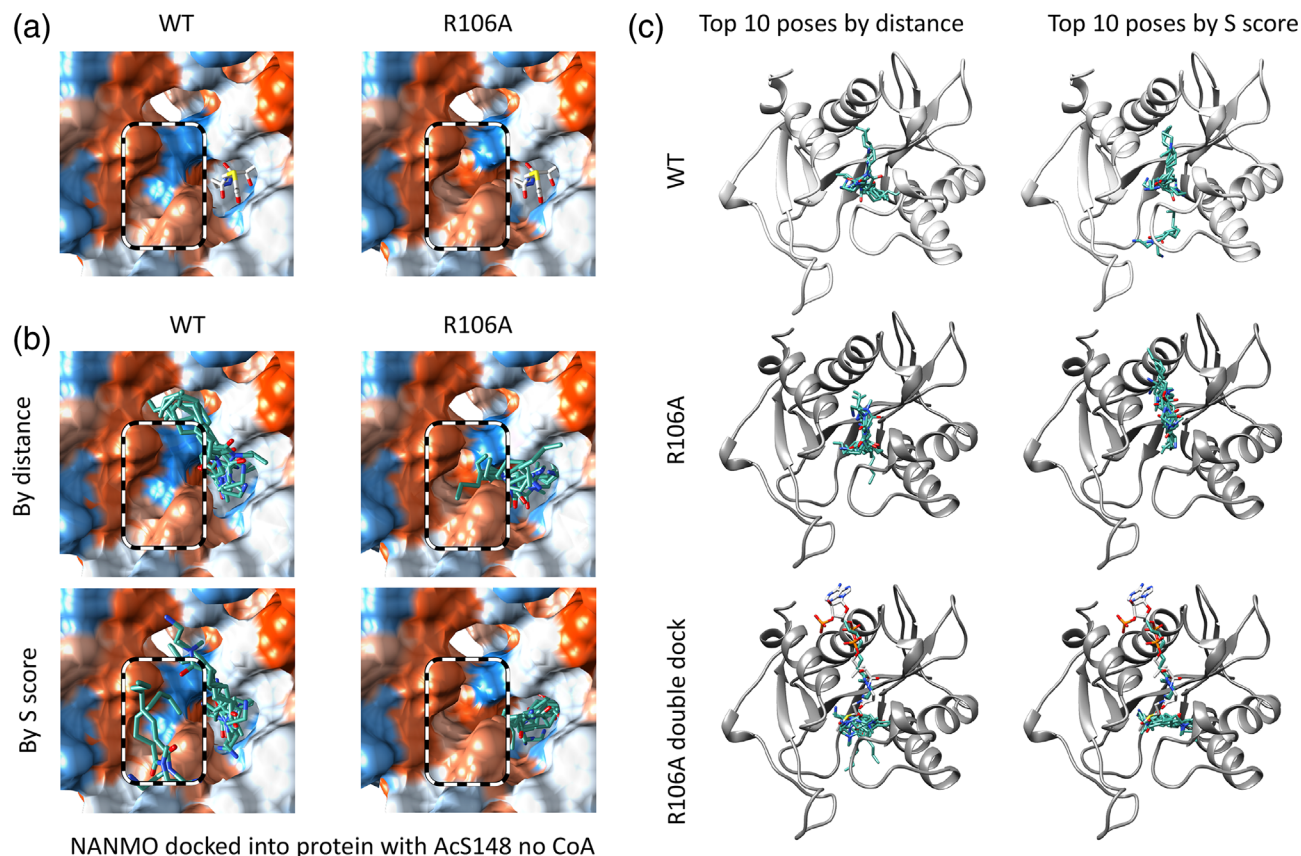 (a)
WT
R106A
(b)
WT
R106A
By distance
By S score
NANMO docked into protein with AcS148 no CoA
(c)
Top 10 poses by distance
Top 10 poses by S score
WT
R106A
R106A double dock